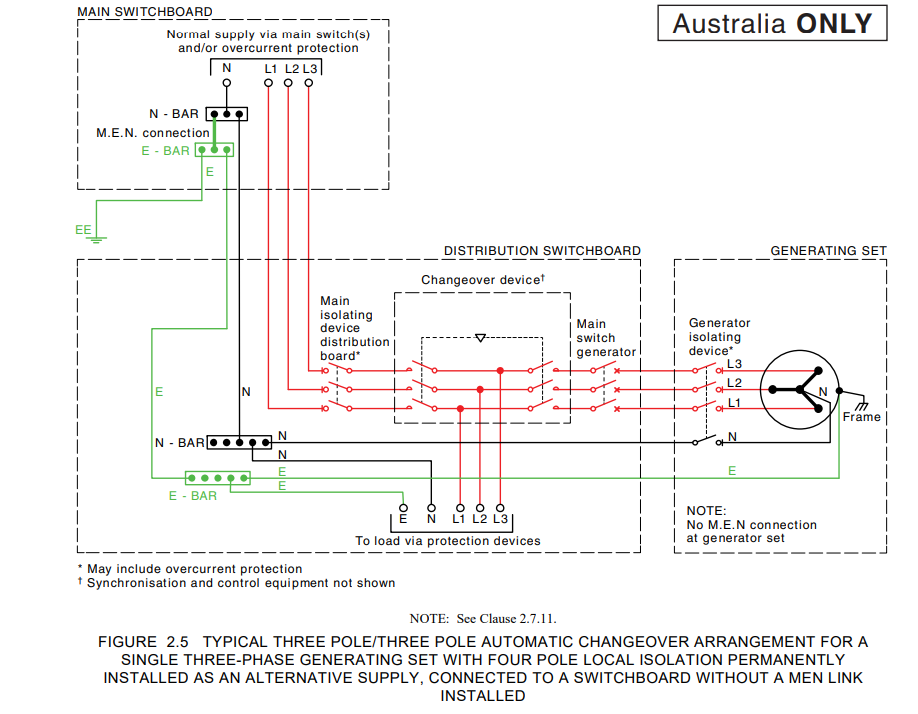 MAIN SWITCHBOARD
Australia ONLY
Normal supply via main switch(s)
and/or overcurrent protection
N
L1 L2 L3
N - BAR
M.E.N. connection
E - BAR
E
EE
DISTRIBUTION SWITCHBOARD
GENERATING SET
Changeover device†
Main
isolating
device
distribution
board*
Main
switch
generator
Generator
isolating
device*
L3
L2
L1
N
Frame
E
N
N - BAR
N
N
N
E
E
E
E - BAR
E N L1 L2 L3
To load via protection devices
NOTE:
No M.E.N connection
at generator set
* May include overcurrent protection
† Synchronisation and control equipment not shown
NOTE: See Clause 2.7.11.
FIGURE 2.5 TYPICAL THREE POLE/THREE POLE AUTOMATIC CHANGEOVER ARRANGEMENT FOR A
SINGLE THREE-PHASE GENERATING SET WITH FOUR POLE LOCAL ISOLATION PERMANENTLY
INSTALLED AS AN ALTERNATIVE SUPPLY, CONNECTED TO A SWITCHBOARD WITHOUT A MEN LINK
INSTALLED